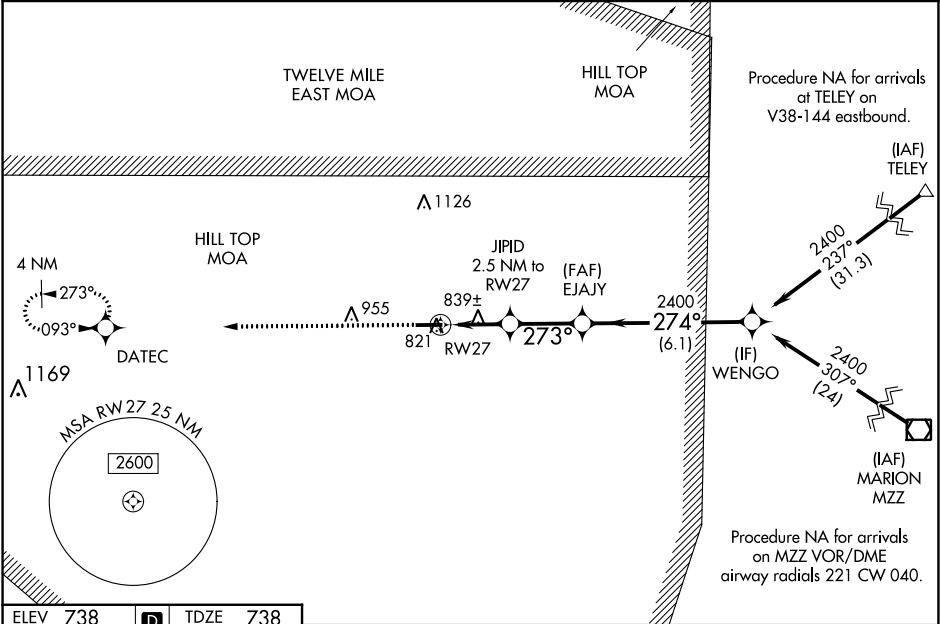 TWELVE MILE
EAST MOA
HILL TOP
MOA
Procedure NA for arrivals
at TELEY on
V38-144 eastbound.
(IAF)
TELEY
1126
HILL TOP
MOA
2400
237°
(31.3)
4 NM
273°
093°
DATEC
955
839±
821
RW27
JIPID
2.5 NM to
RW27
273°
(FAF)
EJAJY
2400
274°
(6.1)
(IF)
WENGO
2400
307°
(24)
(IAF)
MARION
MZZ
1169
MSA RW27 25 NM
2600
Procedure NA for arrivals
on MZZ VOR/DME
airway radials 221 CW 040.
ELEV 738 D TDZE 738